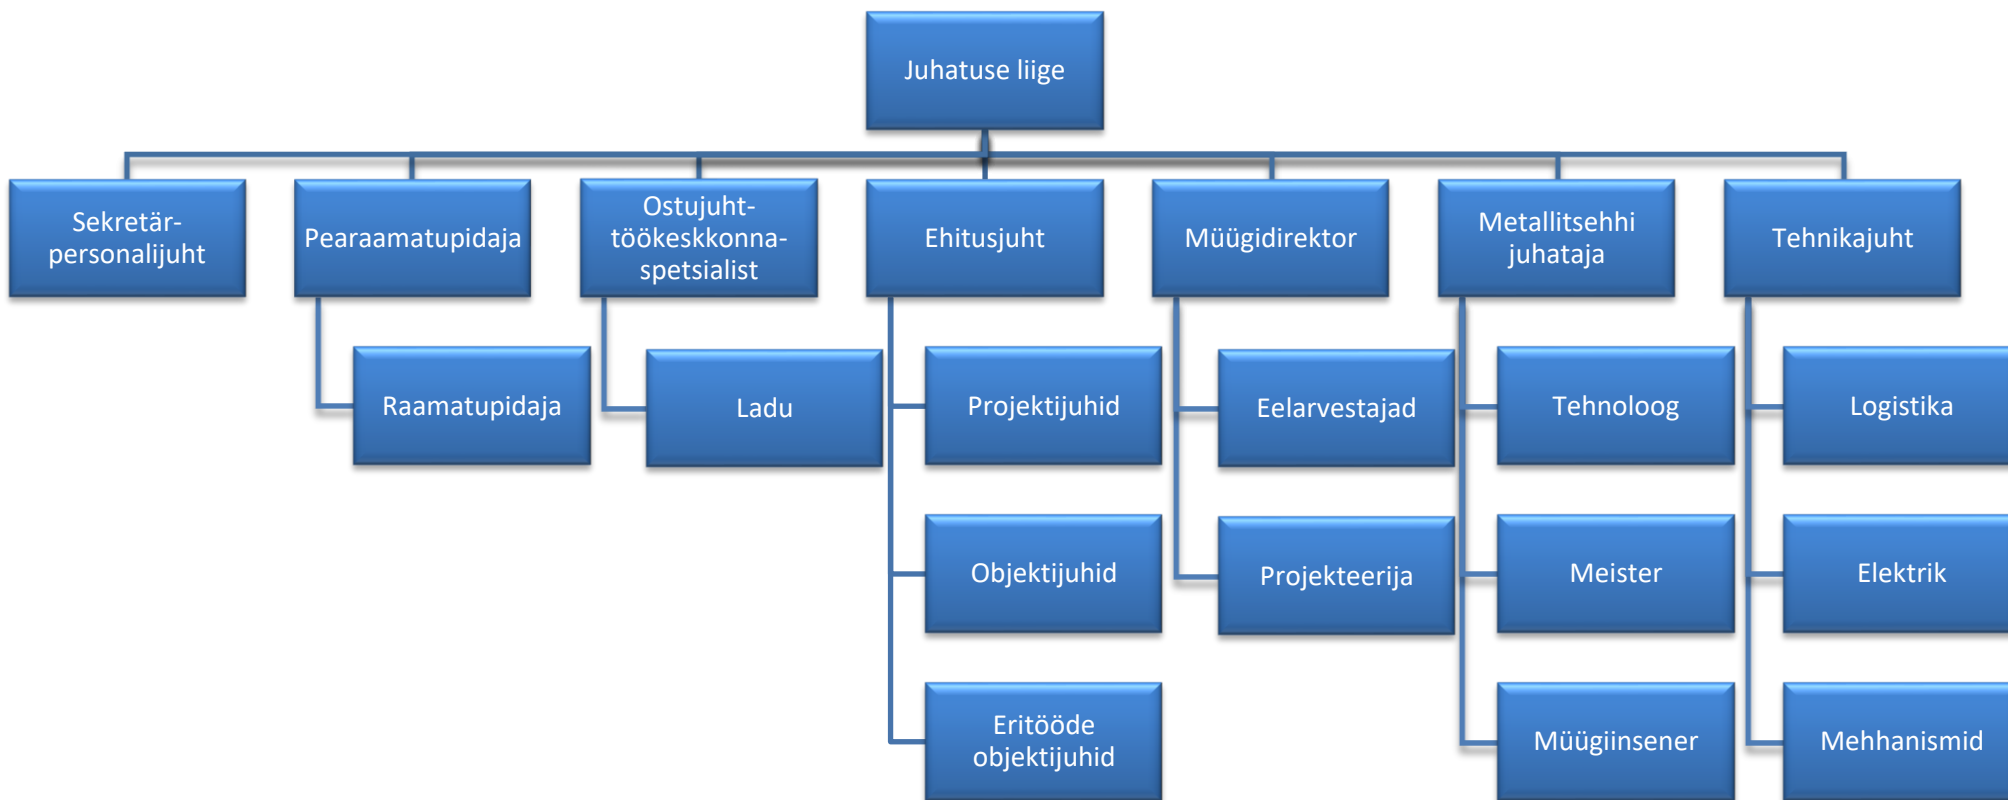 Juhatuse liige
Sekretär-
personalijuht
Pearaamatupidaja
Ostujuht-
töökeskkonna-
spetsialist
Ehitusjuht
Müügidirektor
Metallitsehhi
juhataja
Tehnikajuht
Raamatupidaja
Ladu
Projektijuhid
Eelarvestajad
Tehnoloog
Logistika
Objektijuhid
Projekteerija
Meister
Elektrik
Eritööde
objektijuhid
Müügiinsener
Mehhanismid